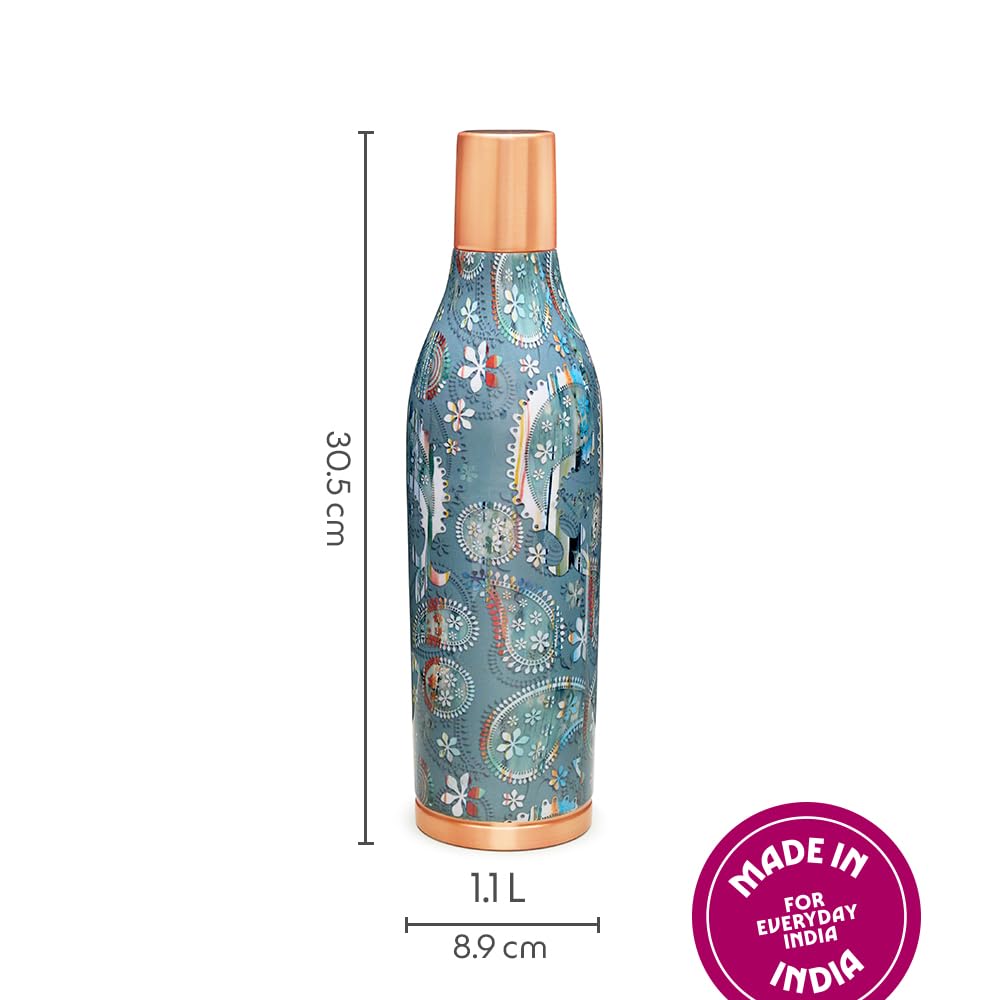 30.5 cm
1.1 L
8.9 cm
MADE IN
FOR
EVERYDAY
INDIA
INDIA